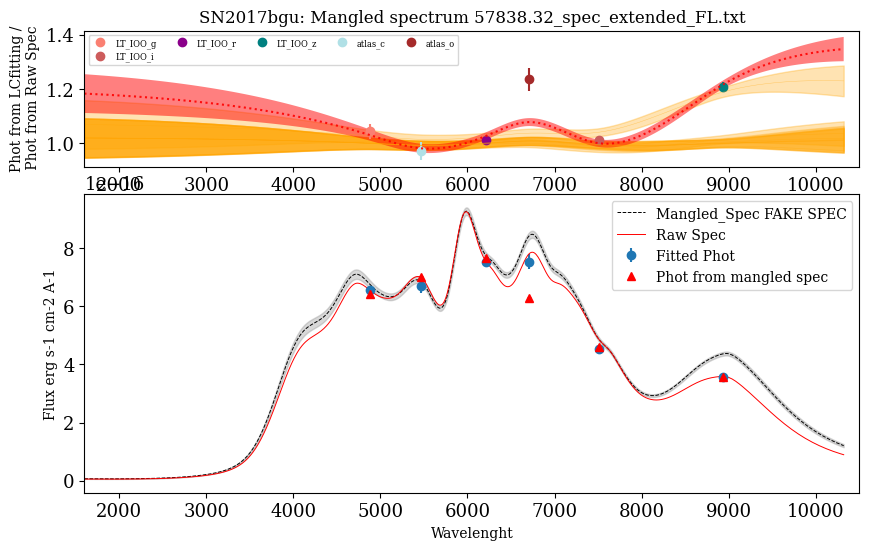 SN2017bgu: Mangled spectrum 57838.32_spec_extended_FL.txt
Phot from LCfitting /
Phot from Raw Spec
1.4
1.2
1.0
LT_IOO_g LT_IOO_r LT_IOO_z atlas_c atlas_o
LT_IOO_i
2000 3000 4000 5000 6000 7000 8000 9000 10000
1e−16
Flux erg s-1 cm-2 A-1
8
6
4
2
0
Mangled_Spec FAKE SPEC
Raw Spec
Fitted Phot
Phot from mangled spec
2000 3000 4000 5000 6000 7000 8000 9000 10000
Wavelenght